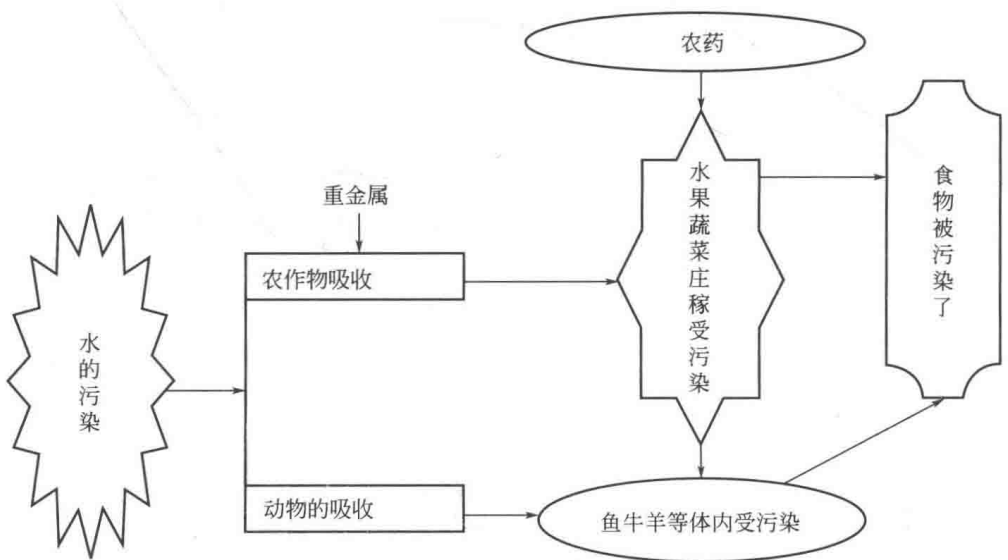 农药
水果蔬菜庄稼受污染
食物被污染了
重金属
农作物吸收
水的污染
动物的吸收
鱼牛羊等体内受污染